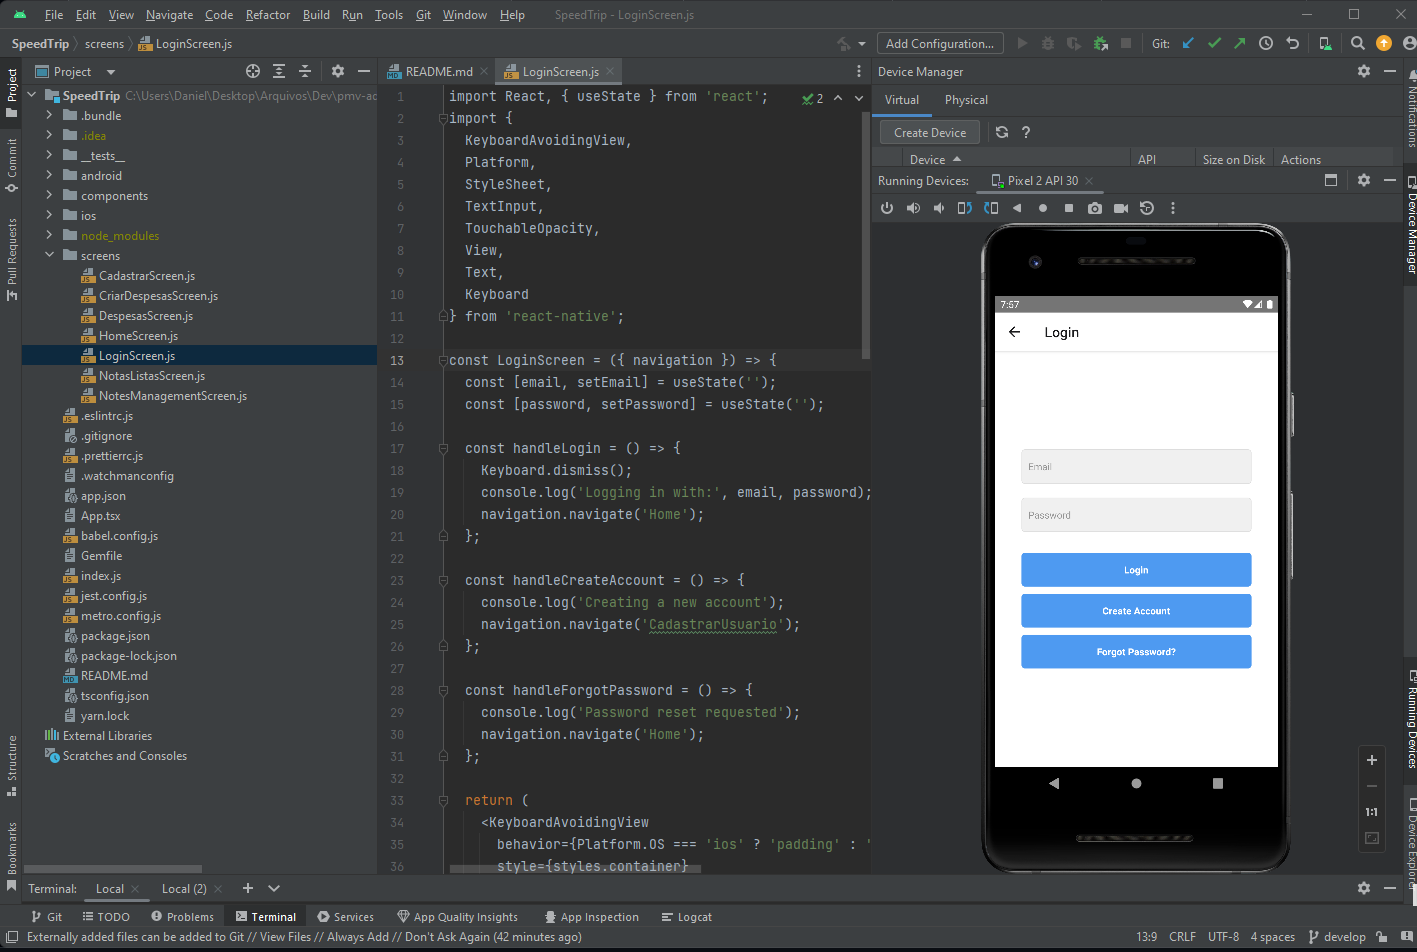 File Edit View Navigate Code Refactor Build Run Tools Git Window Help SpeedTrip - LoginScreen.js
SpeedTrip screens LoginScreen.js Add Configuration... Git:
Project
README.md LoginScreen.js
Device Manager
SpeedTrip C:\Users\Daniel\Desktop\Arquivos\Dev\pmv-ac
.bundle
.idea
__tests__
android
components
ios
node_modules
screens
CadastrarScreen.js
CriarDespesasScreen.js
DespesasScreen.js
HomeScreen.js
LoginScreen.js
NotasListasScreen.js
NotesManagementScreen.js
.eslintrc.js
.gitignore
.prettierrc.js
.watchmanconfig
app.json
App.tsx
babel.config.js
Gemfile
index.js
jest.config.js
metro.config.js
package.json
package-lock.json
README.md
tsconfig.json
yarn.lock
External Libraries
Scratches and Consoles
Project
Commit
Pull Requests
Structure
Bookmarks
2
1 import React, { useState } from 'react';
2 import {
3 KeyboardAvoidingView,
4 Platform,
5 StyleSheet,
6 TextInput,
7 TouchableOpacity,
8 View,
9 Text,
10 Keyboard
11 } from 'react-native';
12
13 const LoginScreen = ({ navigation }) => {
14 const [email, setEmail] = useState('');
15 const [password, setPassword] = useState('');
16
17 const handleLogin = () => {
18 Keyboard.dismiss();
19 console.log('Logging in with:', email, password);
20 navigation.navigate('Home');
21 };
22
23 const handleCreateAccount = () => {
24 console.log('Creating a new account');
25 navigation.navigate('CadastrarUsuario');
26 };
27
28 const handleForgotPassword = () => {
29 console.log('Password reset requested');
30 navigation.navigate('Home');
31 };
32
33 return (
34 <KeyboardAvoidingView
35 behavior={Platform.OS === 'ios' ? 'padding' : '
36 style={styles.container}
Virtual Physical
Create Device ?
Device API Size on Disk Actions
Running Devices: Pixel 2 API 30
7:57
Login
Email
Password
Login
Create Account
Forgot Password?
1:1
Notifications
Device Manager
Running Devices
Device Explorer
Terminal: Local Local (2)
Git TODO Problems Terminal Services App Quality Insights App Inspection Logcat
Externally added files can be added to Git // View Files // Always Add // Don't Ask Again (42 minutes ago) 13:9 CRLF UTF-8 4 spaces develop